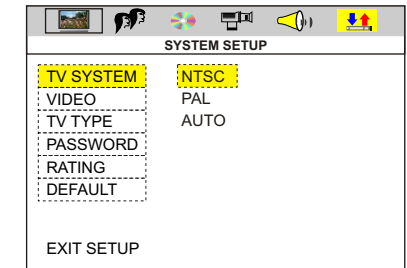 SYSTEM SETUP
TV SYSTEM NTSC
VIDEO PAL
TV TYPE AUTO
PASSWORD
RATING
DEFAULT
EXIT SETUP